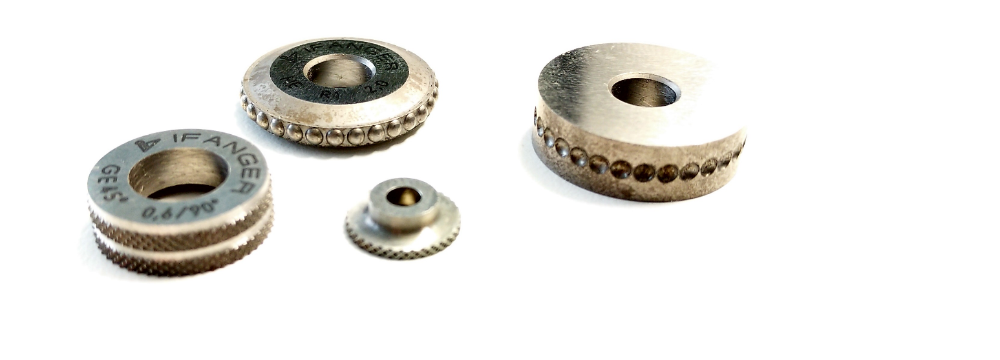 IFANGER
R1 2,0
IFANGER
GE45°
0,6/90°